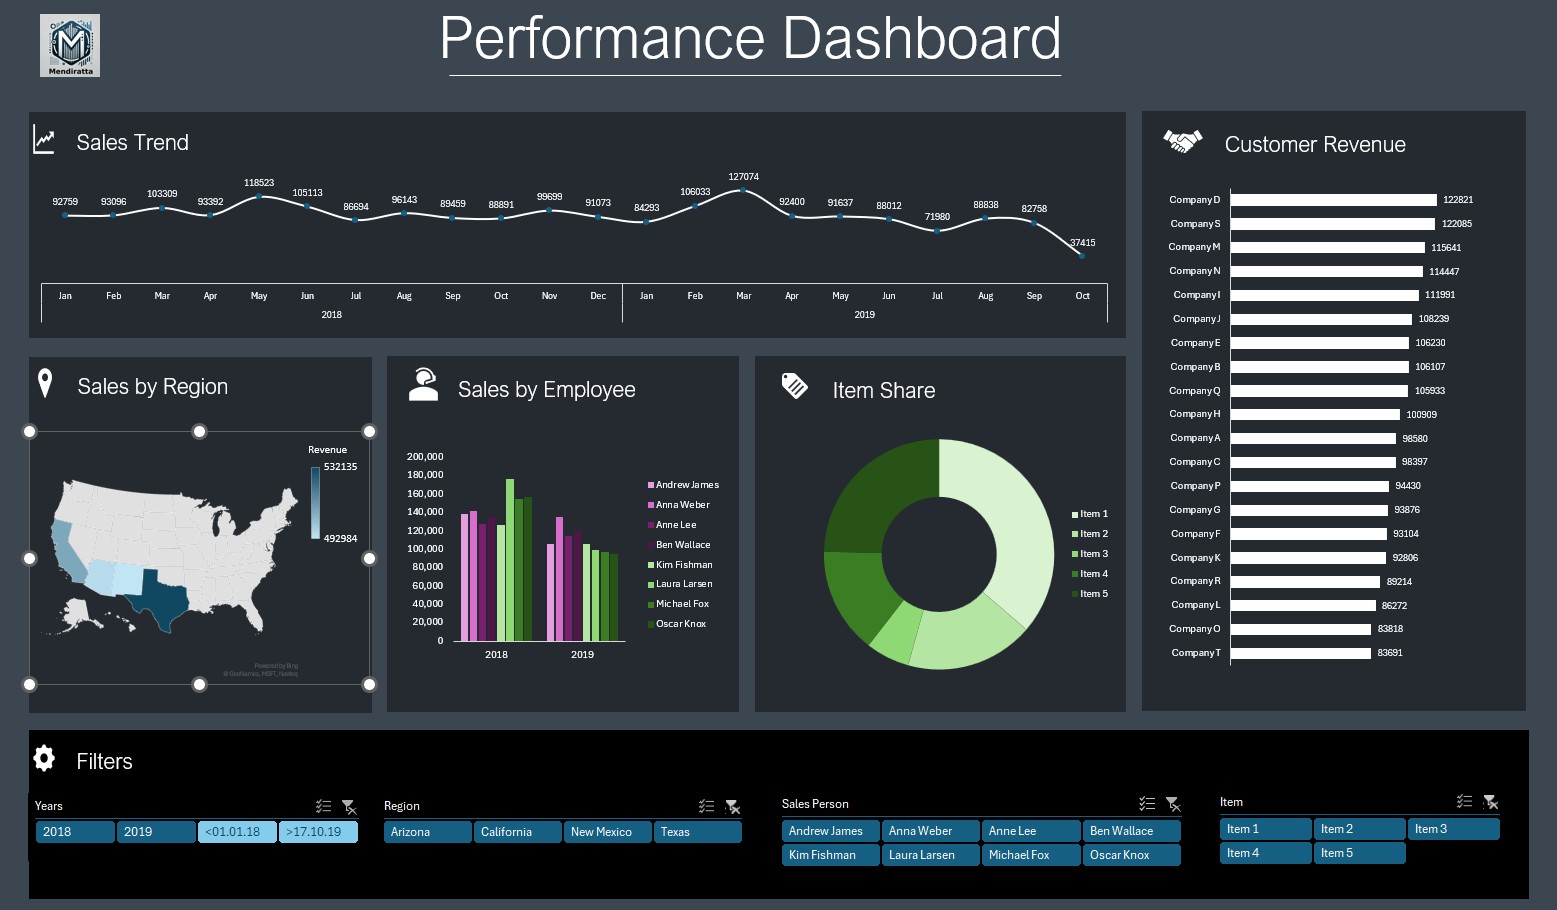 Mendiratta
Performance Dashboard
Sales Trend
92759 93096 103309 93392 118523 105113 86694 96143 89459 88891 99699 91073 84293 106033 127074 92400 91637 88012 71980 88838 82758 37415
Jan Feb Mar Apr May Jun Jul Aug Sep Oct Nov Dec Jan Feb Mar Apr May Jun Jul Aug Sep Oct
2018 2019
Customer Revenue
Company D 122821
Company S 122085
Company M 115641
Company N 114447
Company I 111991
Company J 108239
Company E 106230
Company B 106107
Company Q 105933
Company H 100909
Company A 98580
Company C 98397
Company P 94430
Company G 93876
Company F 93104
Company K 92806
Company R 89214
Company L 86272
Company O 83818
Company T 83691
Sales by Region
Revenue
532135
492984
Powered by Bing
© GeoNames, MSFT, Navteq
Sales by Employee
200,000
180,000
160,000
140,000
120,000
100,000
80,000
60,000
40,000
20,000
0
2018 2019
Andrew James
Anna Weber
Anne Lee
Ben Wallace
Kim Fishman
Laura Larsen
Michael Fox
Oscar Knox
Item Share
Item 1
Item 2
Item 3
Item 4
Item 5
Filters
Years
2018 2019 <01.01.18 >17.10.19
Region
Arizona California New Mexico Texas
Sales Person
Andrew James Anna Weber Anne Lee Ben Wallace
Kim Fishman Laura Larsen Michael Fox Oscar Knox
Item
Item 1 Item 2 Item 3
Item 4 Item 5